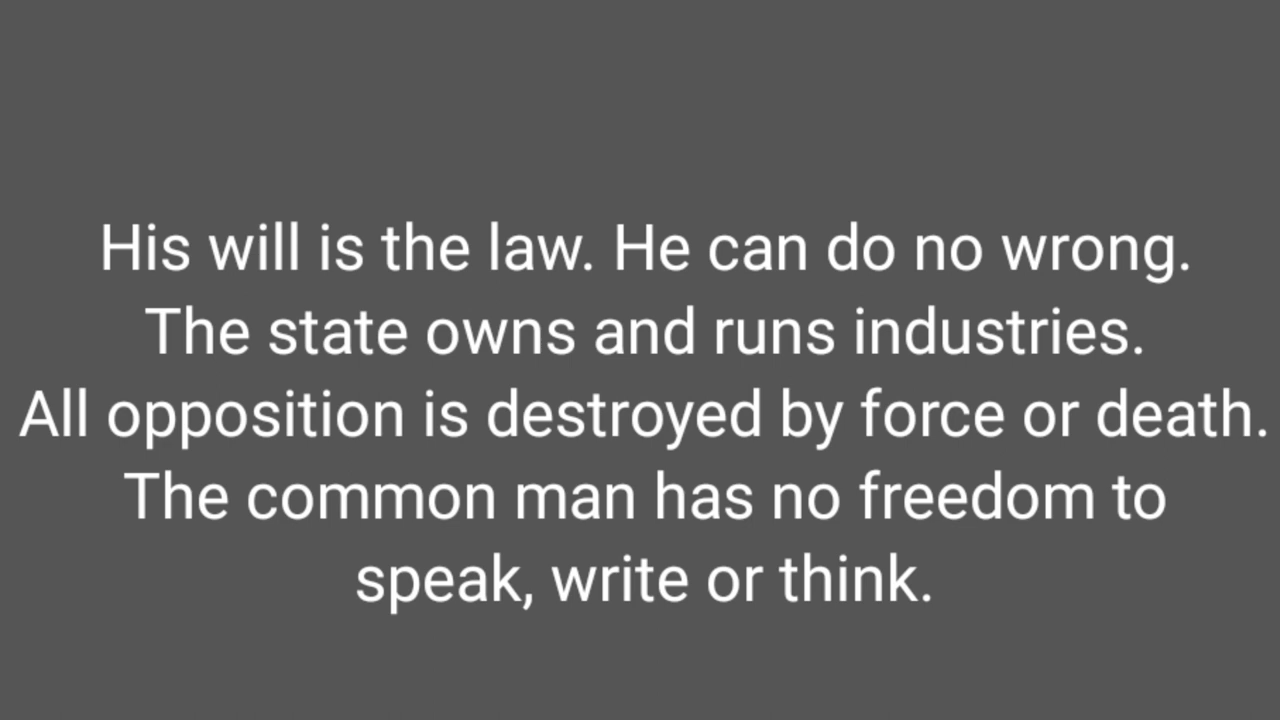 His will is the law. He can do no wrong.
The state owns and runs industries.
All opposition is destroyed by force or death.
The common man has no freedom to
speak, write or think.